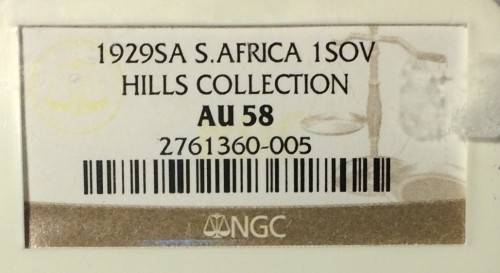 1929SA S.AFRICA 1SOV
HILLS COLLECTION
AU 58
2761360-005
NGC